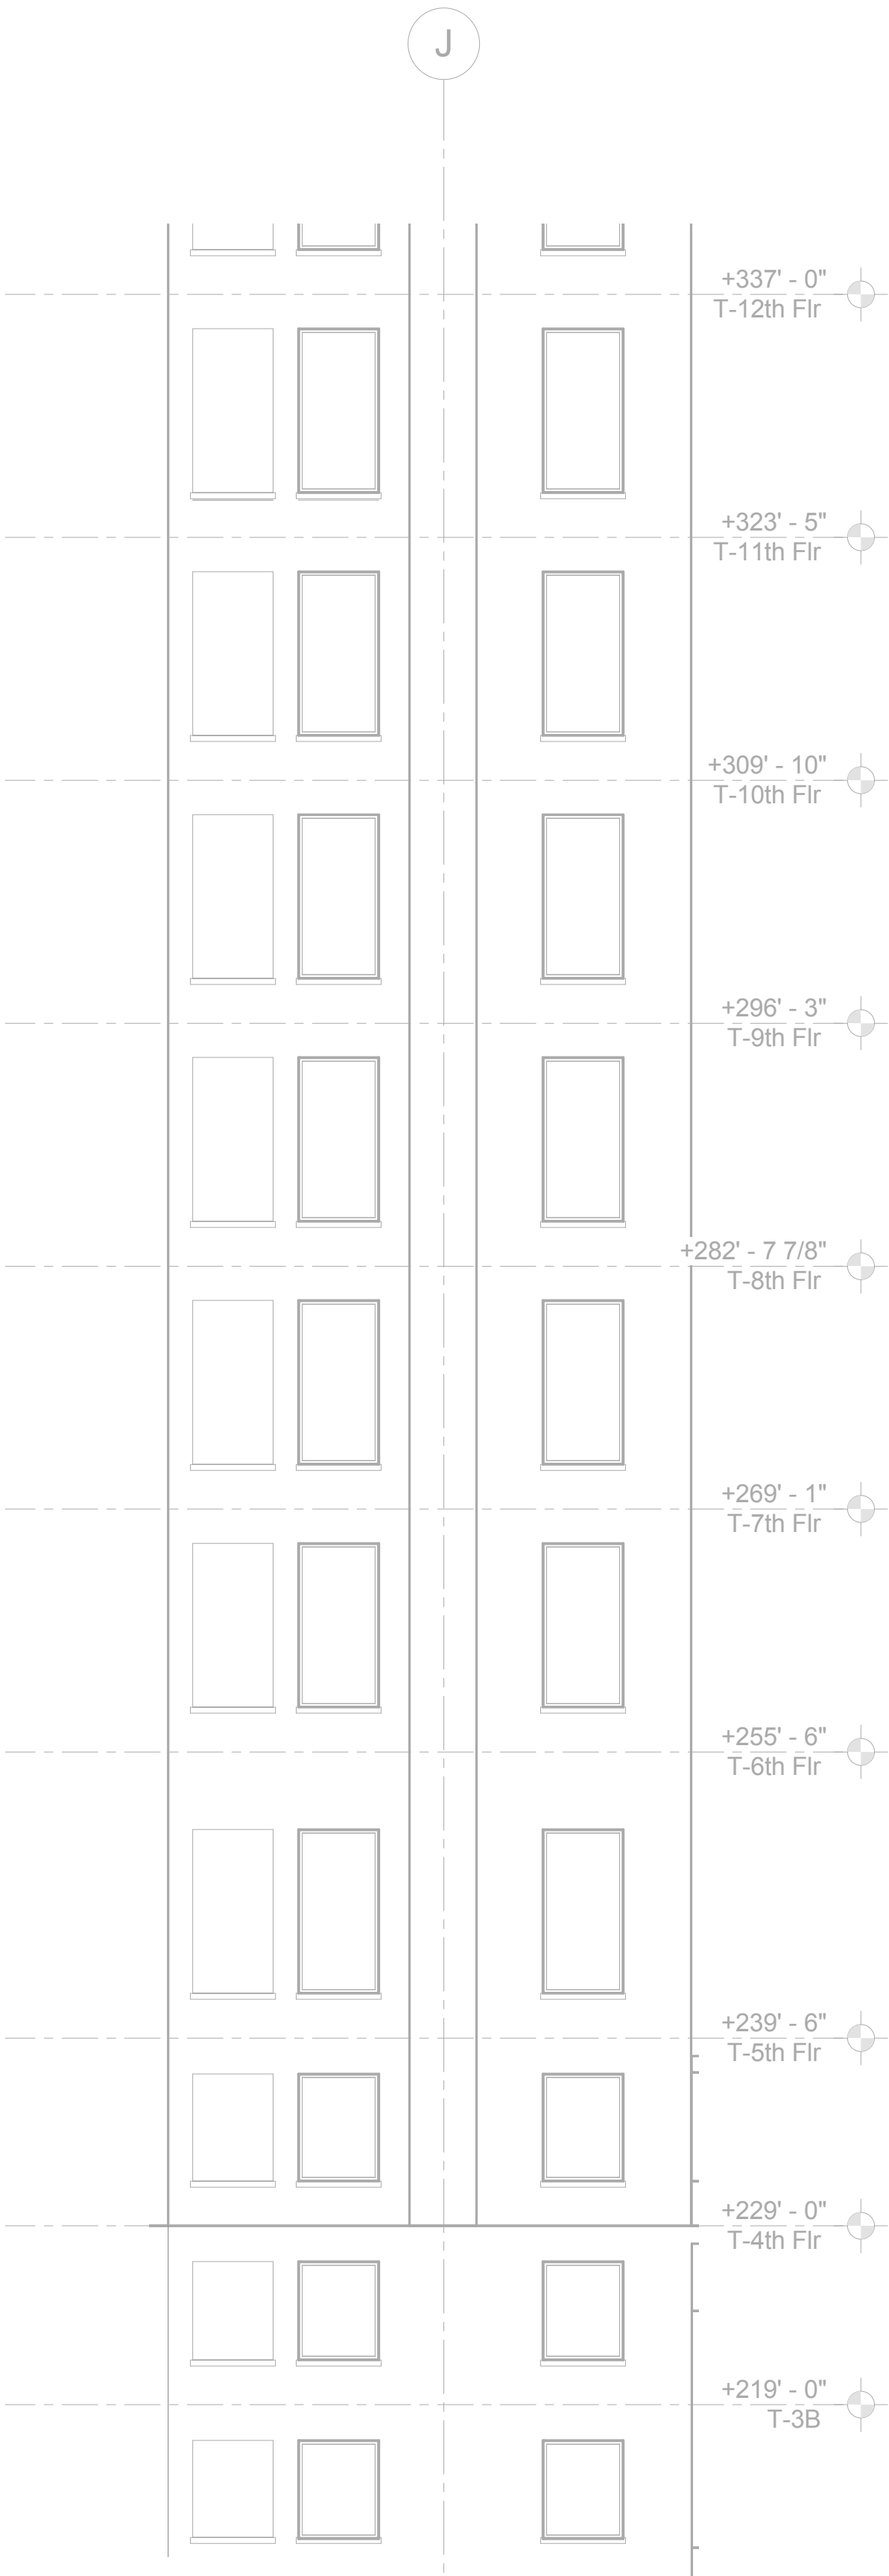 J
+337' - 0"
T-12th Flr
+323' - 5"
T-11th Flr
+309' - 10"
T-10th Flr
+296' - 3"
T-9th Flr
+282' - 7 7/8"
T-8th Flr
+269' - 1"
T-7th Flr
+255' - 6"
T-6th Flr
+239' - 6"
T-5th Flr
+229' - 0"
T-4th Flr
+219' - 0"
T-3B